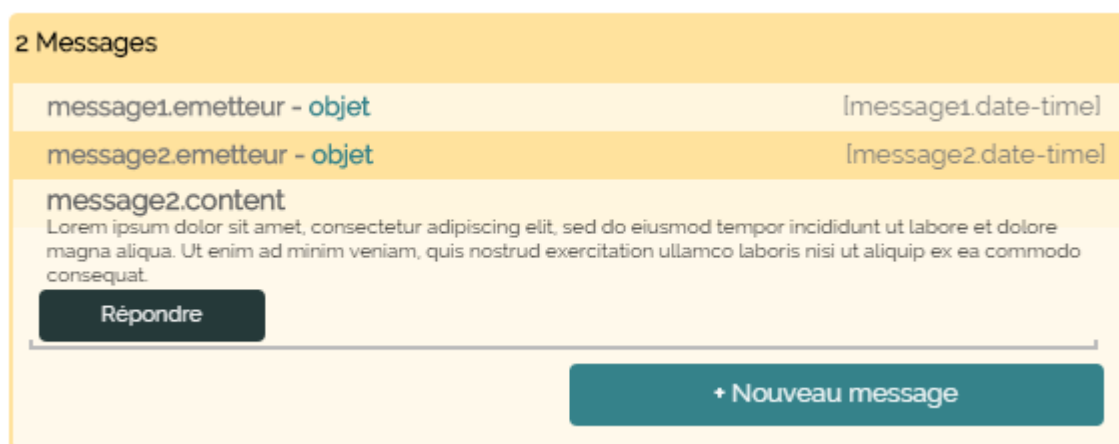 2 Messages
message1.emetteur - objet [message1.date-time]
message2.emetteur - objet [message2.date-time]
message2.content
Lorem ipsum dolor sit amet, consectetur adipiscing elit, sed do eiusmod tempor incididunt ut labore et dolore
magna aliqua. Ut enim ad minim veniam, quis nostrud exercitation ullamco laboris nisi ut aliquip ex ea commodo
consequat.
Répondre
+ Nouveau message